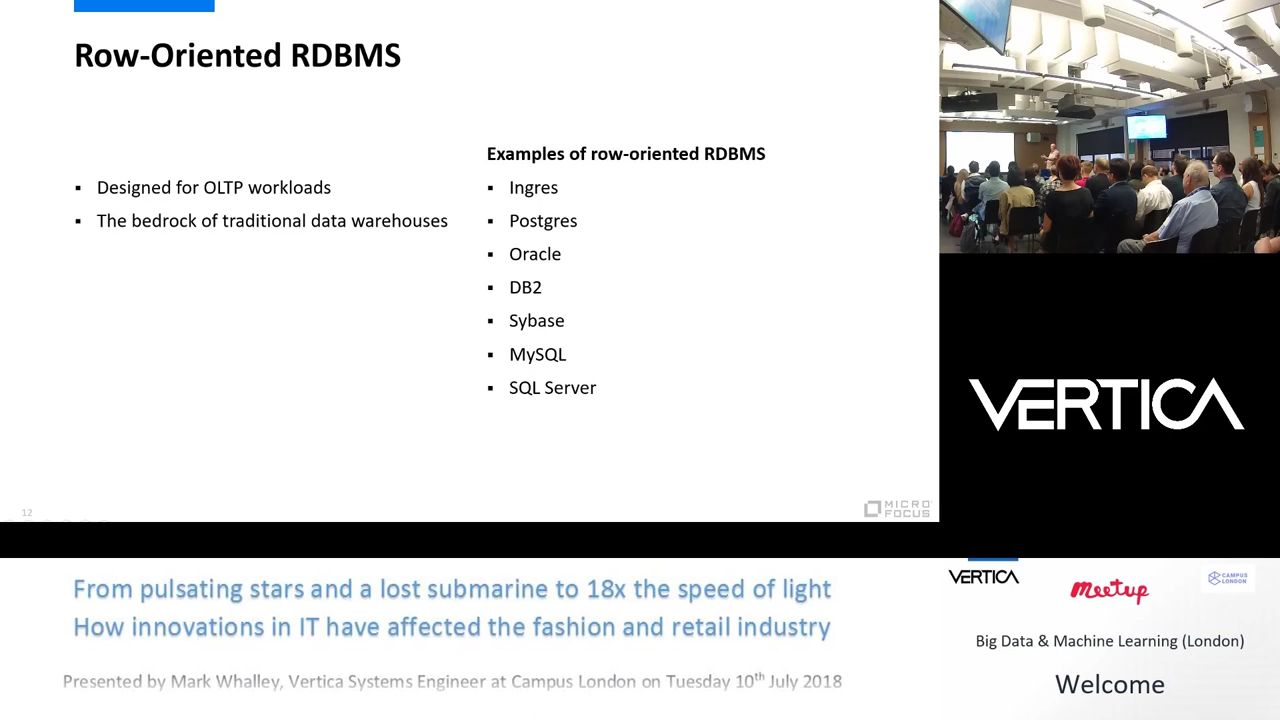 Row-Oriented RDBMS
▪ Designed for OLTP workloads
▪ The bedrock of traditional data warehouses
Examples of row-oriented RDBMS
▪ Ingres
▪ Postgres
▪ Oracle
▪ DB2
▪ Sybase
▪ MySQL
▪ SQL Server
12
MICRO
FOCUS
VERTICA
From pulsating stars and a lost submarine to 18x the speed of light
How innovations in IT have affected the fashion and retail industry
Presented by Mark Whalley, Vertica Systems Engineer at Campus London on Tuesday 10th July 2018
VERTICA
meetup
CAMPUS
LONDON
Big Data & Machine Learning (London)
Welcome